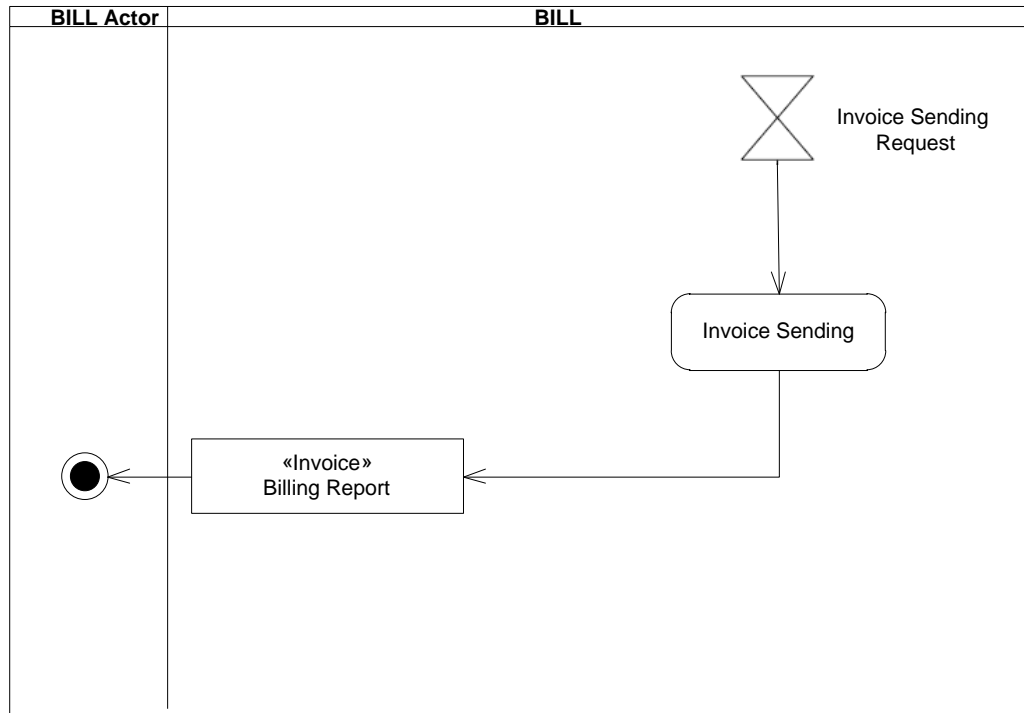 BILL Actor
BILL
Invoice Sending
Request
Invoice Sending
«Invoice»
Billing Report